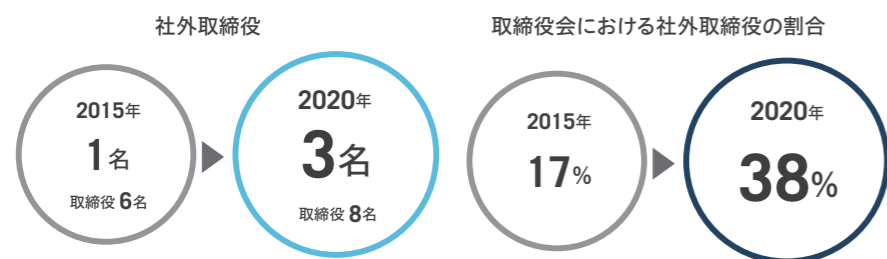 社外取締役
2015年
1名
取締役 6名
2020年
3名
取締役 8名
取締役会における社外取締役の割合
2015年
17%
2020年
38%